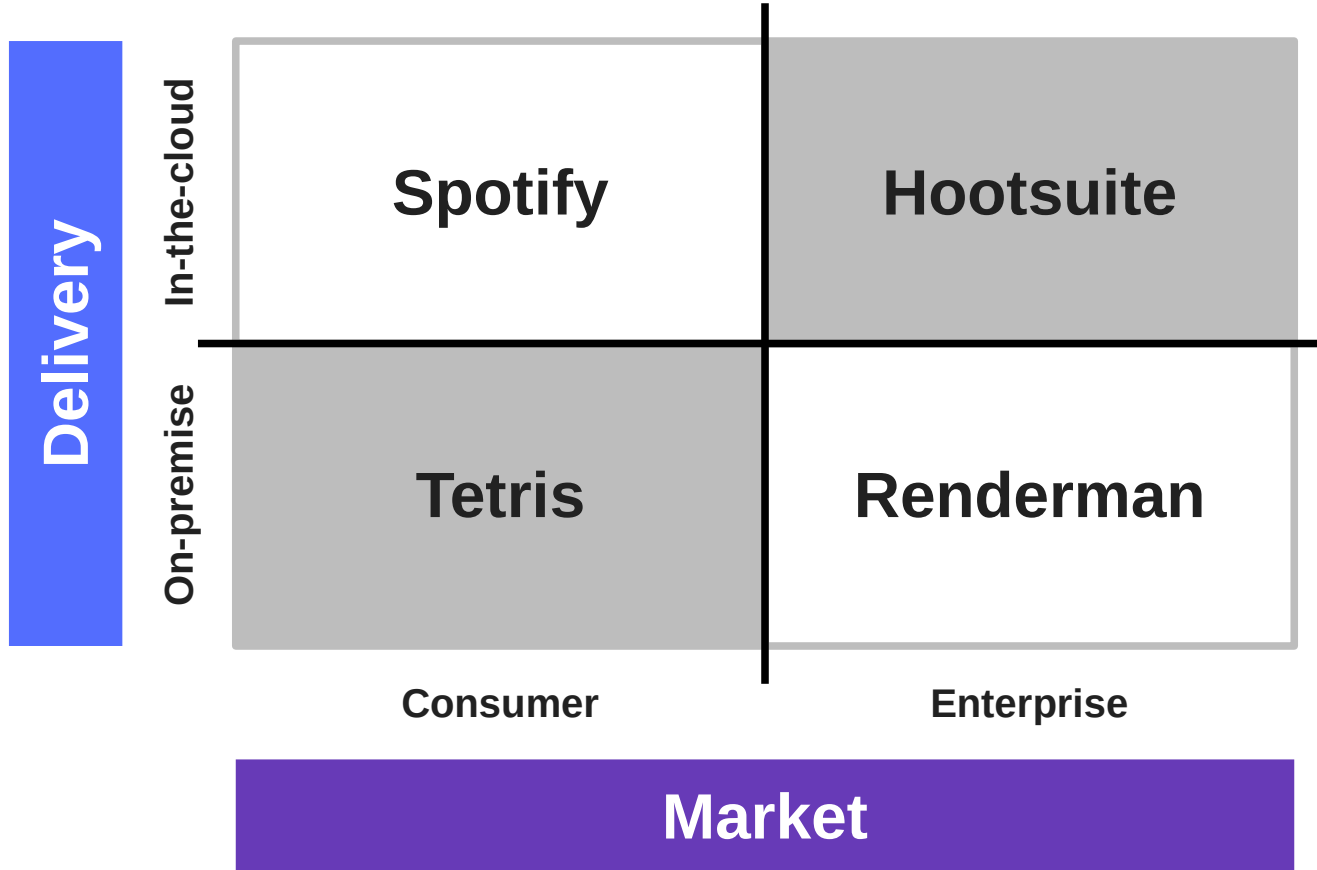 Delivery
In-the-cloud
On-premise
Spotify
Hootsuite
Tetris
Renderman
Consumer
Enterprise
Market